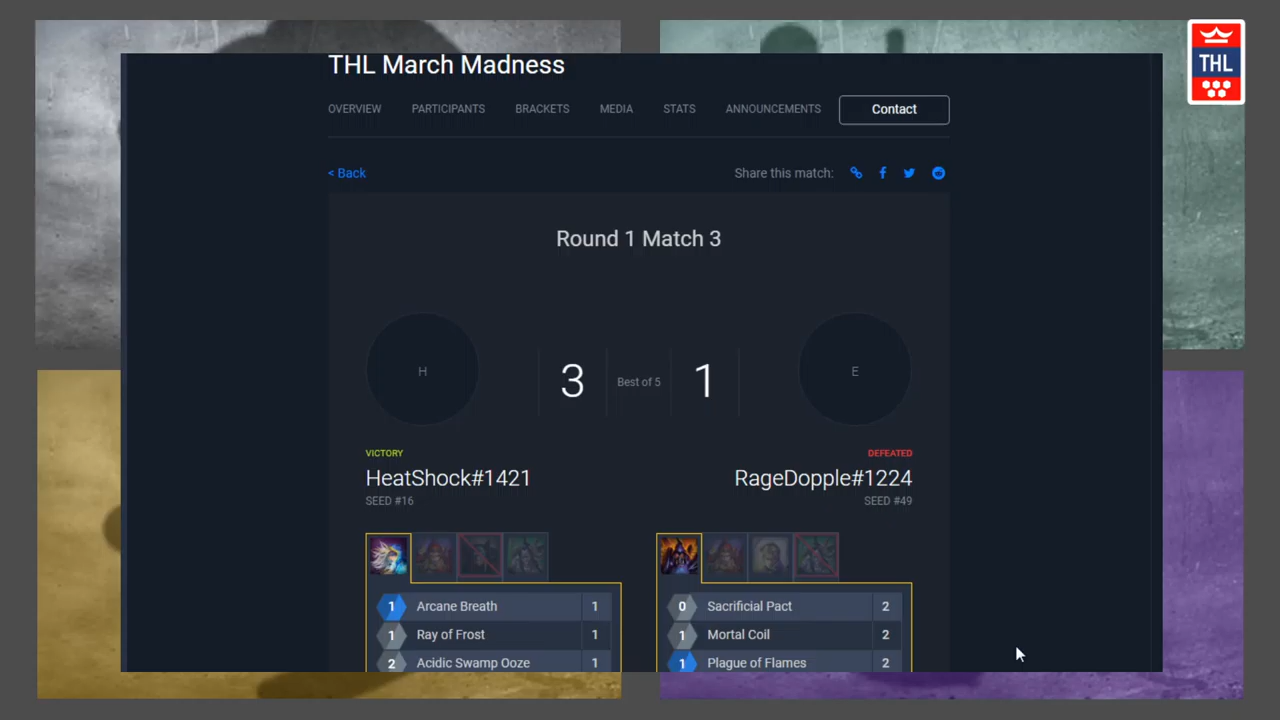 THL
THL March Madness
OVERVIEW PARTICIPANTS BRACKETS MEDIA STATS ANNOUNCEMENTS Contact
< Back
Share this match:
Round 1 Match 3
H
3 Best of 5 1
E
VICTORY
HeatShock#1421
SEED #16
DEFEATED
RageDopple#1224
SEED #49
1 Arcane Breath 1
1 Ray of Frost 1
2 Acidic Swamp Ooze 1
0 Sacrificial Pact 2
1 Mortal Coil 2
1 Plague of Flames 2